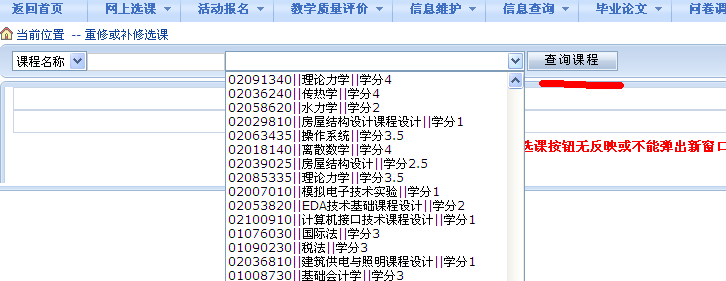 返回首页 网上选课 活动报名 教学质量评价 信息维护 信息查询 毕业论文 问卷调
当前位置 -- 重修或补修选课
课程名称 查询课程
02091340||理论力学||学分4
02036240||传热学||学分4
02058620||水力学||学分2
02029810||房屋结构设计课程设计||学分1
02063435||操作系统||学分3.5
02018140||离散数学||学分4
02039025||房屋结构设计||学分2.5
选课按钮无反映或不能弹出新窗口
02085335||理论力学||学分3.5
02007010||模拟电子技术实验||学分1
02053820||EDA技术基础课程设计||学分2
02100910||计算机接口技术课程设计||学分1
01076030||国际法||学分3
01090230||税法||学分3
02036810||建筑供电与照明课程设计||学分1
01008730||基础会计学||学分3